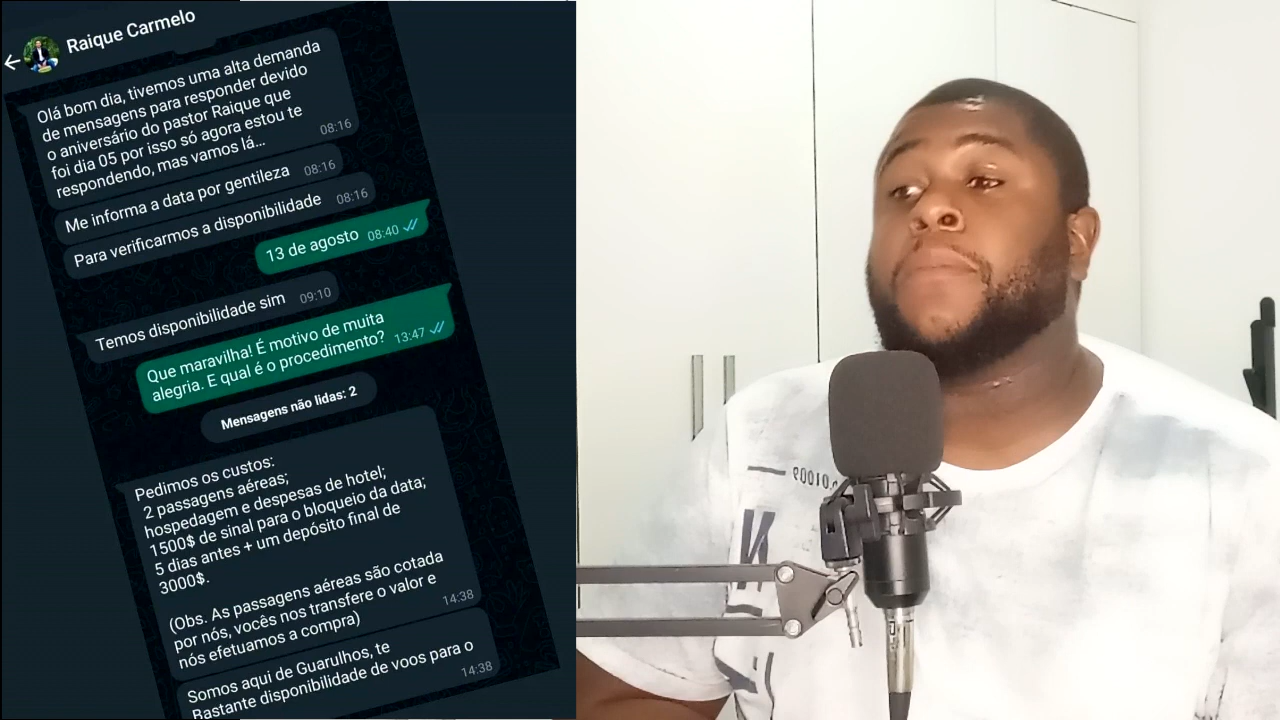 Raique Carmelo
Olá bom dia, tivemos uma alta demanda
de mensagens para responder devido
o aniversário do pastor Raique que
foi dia 05 por isso só agora estou te
respondendo, mas vamos lá...
08:16
Me informa a data por gentileza
08:16
Para verificarmos a disponibilidade
08:16
13 de agosto
08:40
Temos disponibilidade sim
09:10
Que maravilha! É motivo de muita
alegria. E qual é o procedimento?
13:47
Mensagens não lidas: 2
Pedimos os custos:
2 passagens aéreas;
hospedagem e despesas de hotel;
1500$ de sinal para o bloqueio da data;
5 dias antes + um depósito final de
3000$.
(Obs. As passagens aéreas são cotada
por nós, vocês nos transfere o valor e
nós efetuamos a compra)
14:38
Somos aqui de Guarulhos, te
Bastante disponibilidade de voos para o
14:38